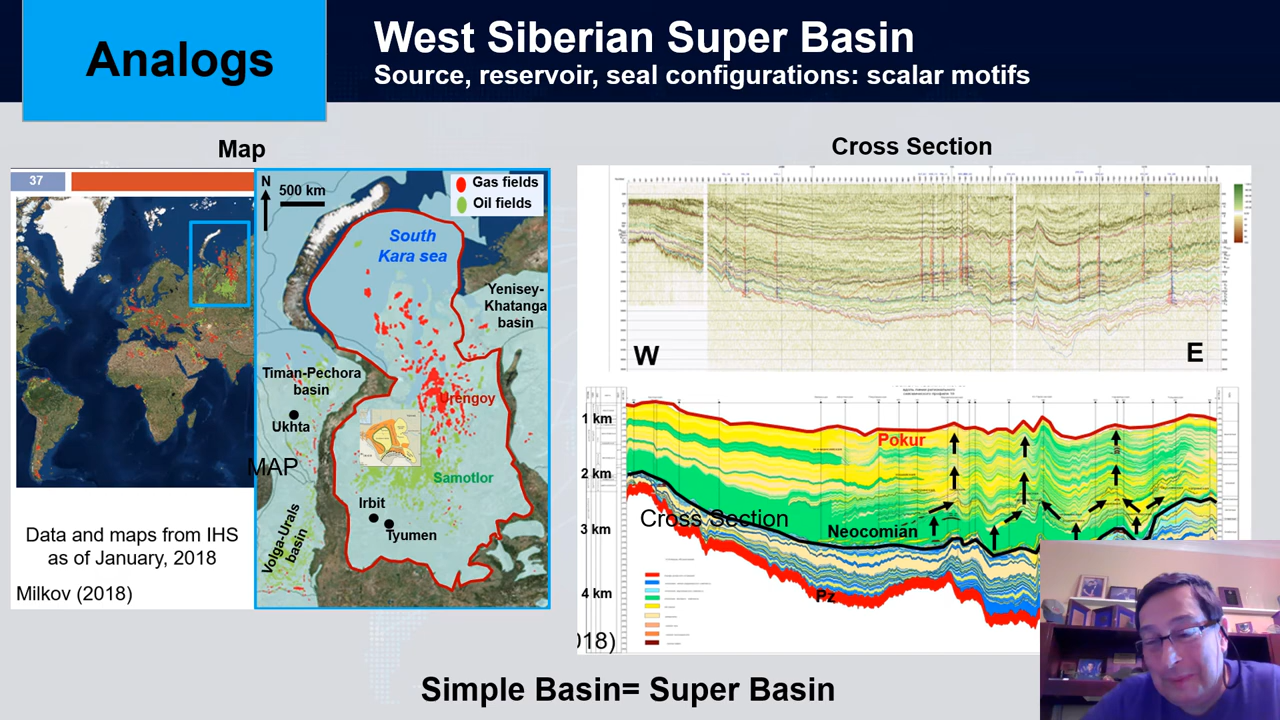 Analogs
West Siberian Super Basin
Source, reservoir, seal configurations: scalar motifs
Map
Cross Section
37
N
500 km
Gas fields
Oil fields
South
Kara sea
Yenisey-
Khatanga
basin
Timan-Pechora
basin
Ukhta
Urengoy
MAP
Samotlor
Irbit
Tyumen
Volga-Urals
basin
Data and maps from IHS
as of January, 2018
Milkov (2018)
W
E
1 km
Pokur
2 km
Cross Section
3 km
Neocomián
4 km
Pz
)18)
Simple Basin= Super Basin